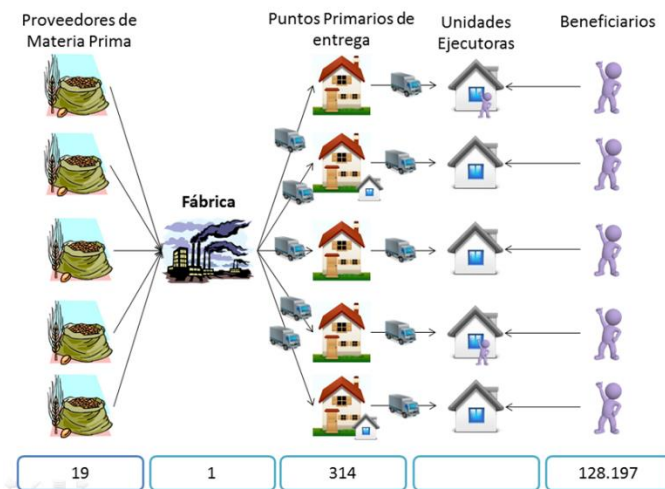 Proveedores de
Materia Prima
Puntos Primarios de
entrega
Unidades
Ejecutoras
Beneficiarios
Fábrica
19
1
314
128.197